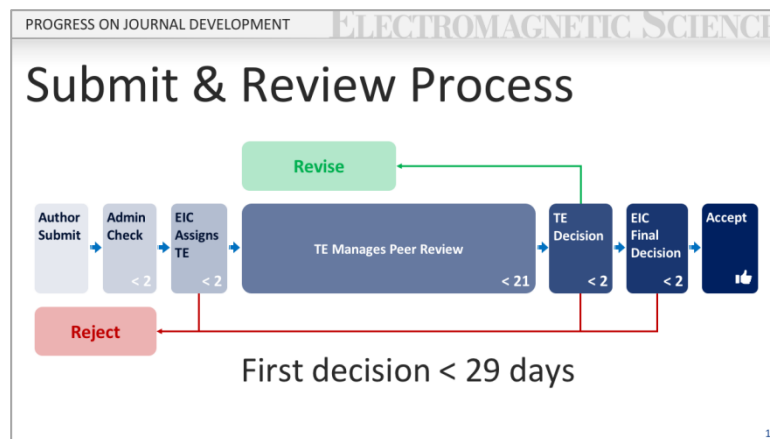 PROGRESS ON JOURNAL DEVELOPMENT
ELECTROMAGNETIC SCIENCE
Submit & Review Process
Revise
Author
Submit
Admin
Check
< 2
EIC
Assigns
TE
< 2
TE Manages Peer Review
< 21
TE
Decision
< 2
EIC
Final
Decision
< 2
Accept
Reject
First decision < 29 days
1